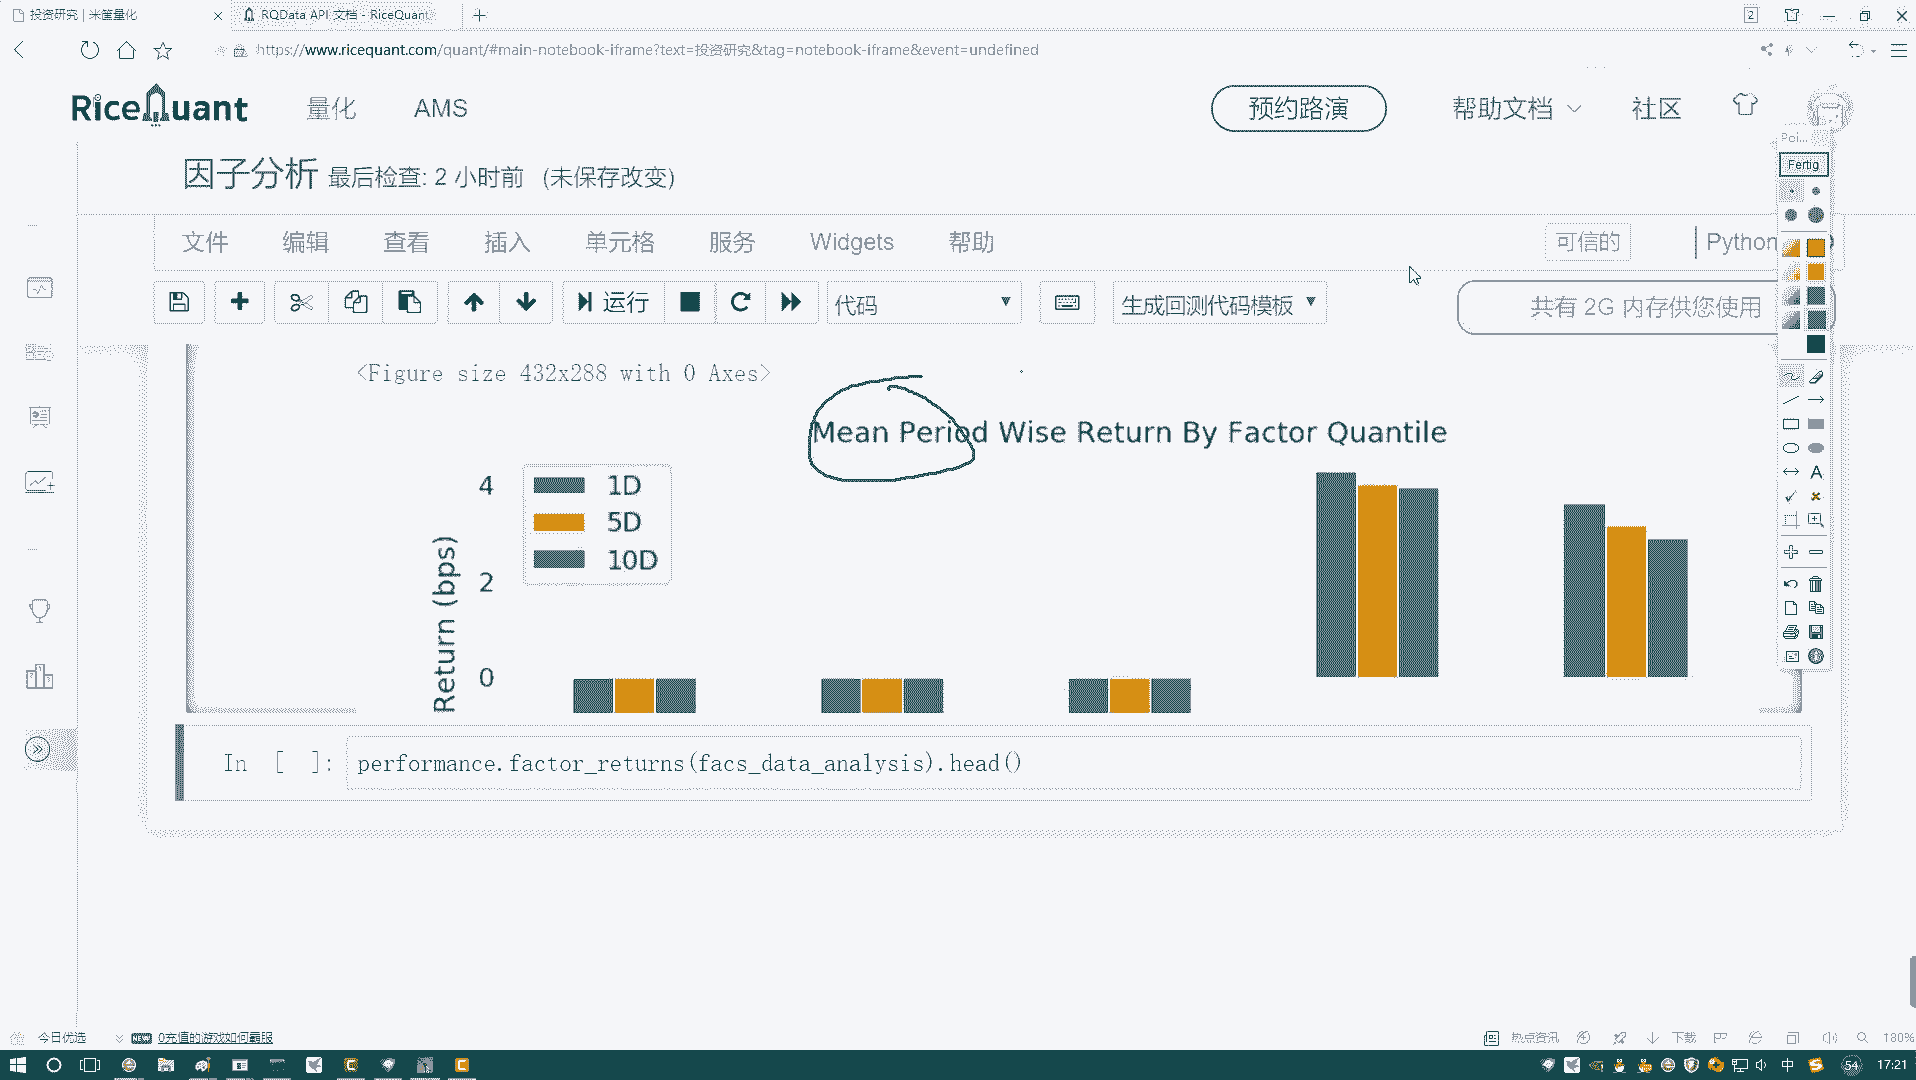 投资研究 | 米筐量化
RQData API 文档 - RiceQuant
2
https://www.ricequant.com/quant/#main-notebook-iframe?text=投资研究&tag=notebook-iframe&event=undefined
RiceQuant
量化
AMS
预约路演
帮助文档
社区
Poi...
Fertig
因子分析 最后检查: 2 小时前 (未保存改变)
文件
编辑
查看
插入
单元格
服务
Widgets
帮助
可信的
Python
运行
代码
生成回测代码模板
共有 2G 内存供您使用
<Figure size 432x288 with 0 Axes>
Mean Period Wise Return By Factor Quantile
4
2
0
Return (bps)
1D
5D
10D
In [ ]: performance.factor_returns(facs_data_analysis).head()
今日优选
NEW
0充值的游戏如何霸服
热点资讯
下载
180%
中
54
17:21